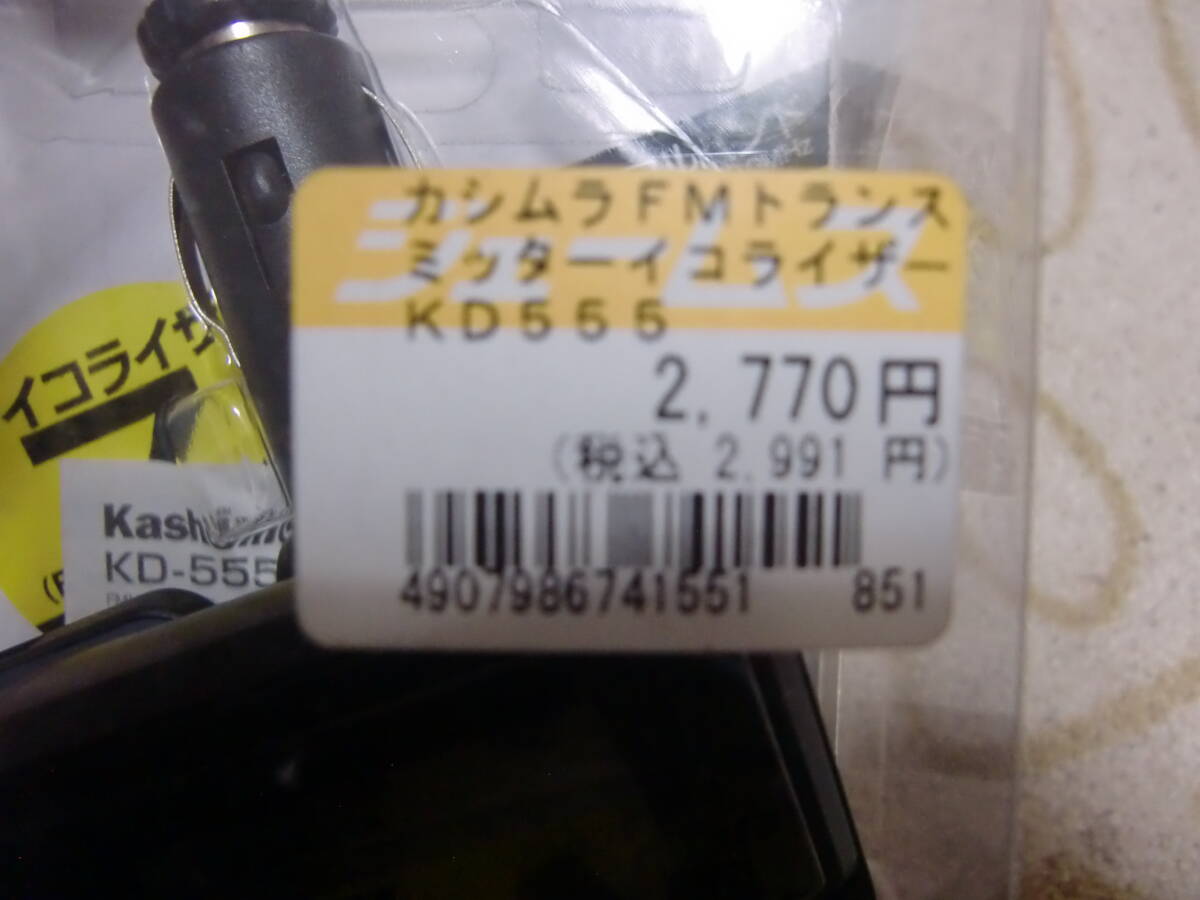 カシムラFMトランス
ジェームス
ミッターイコライザー
KD555
2,770円
(税込 2,991 円)
4907986741551 851
イコライザ
KD-555